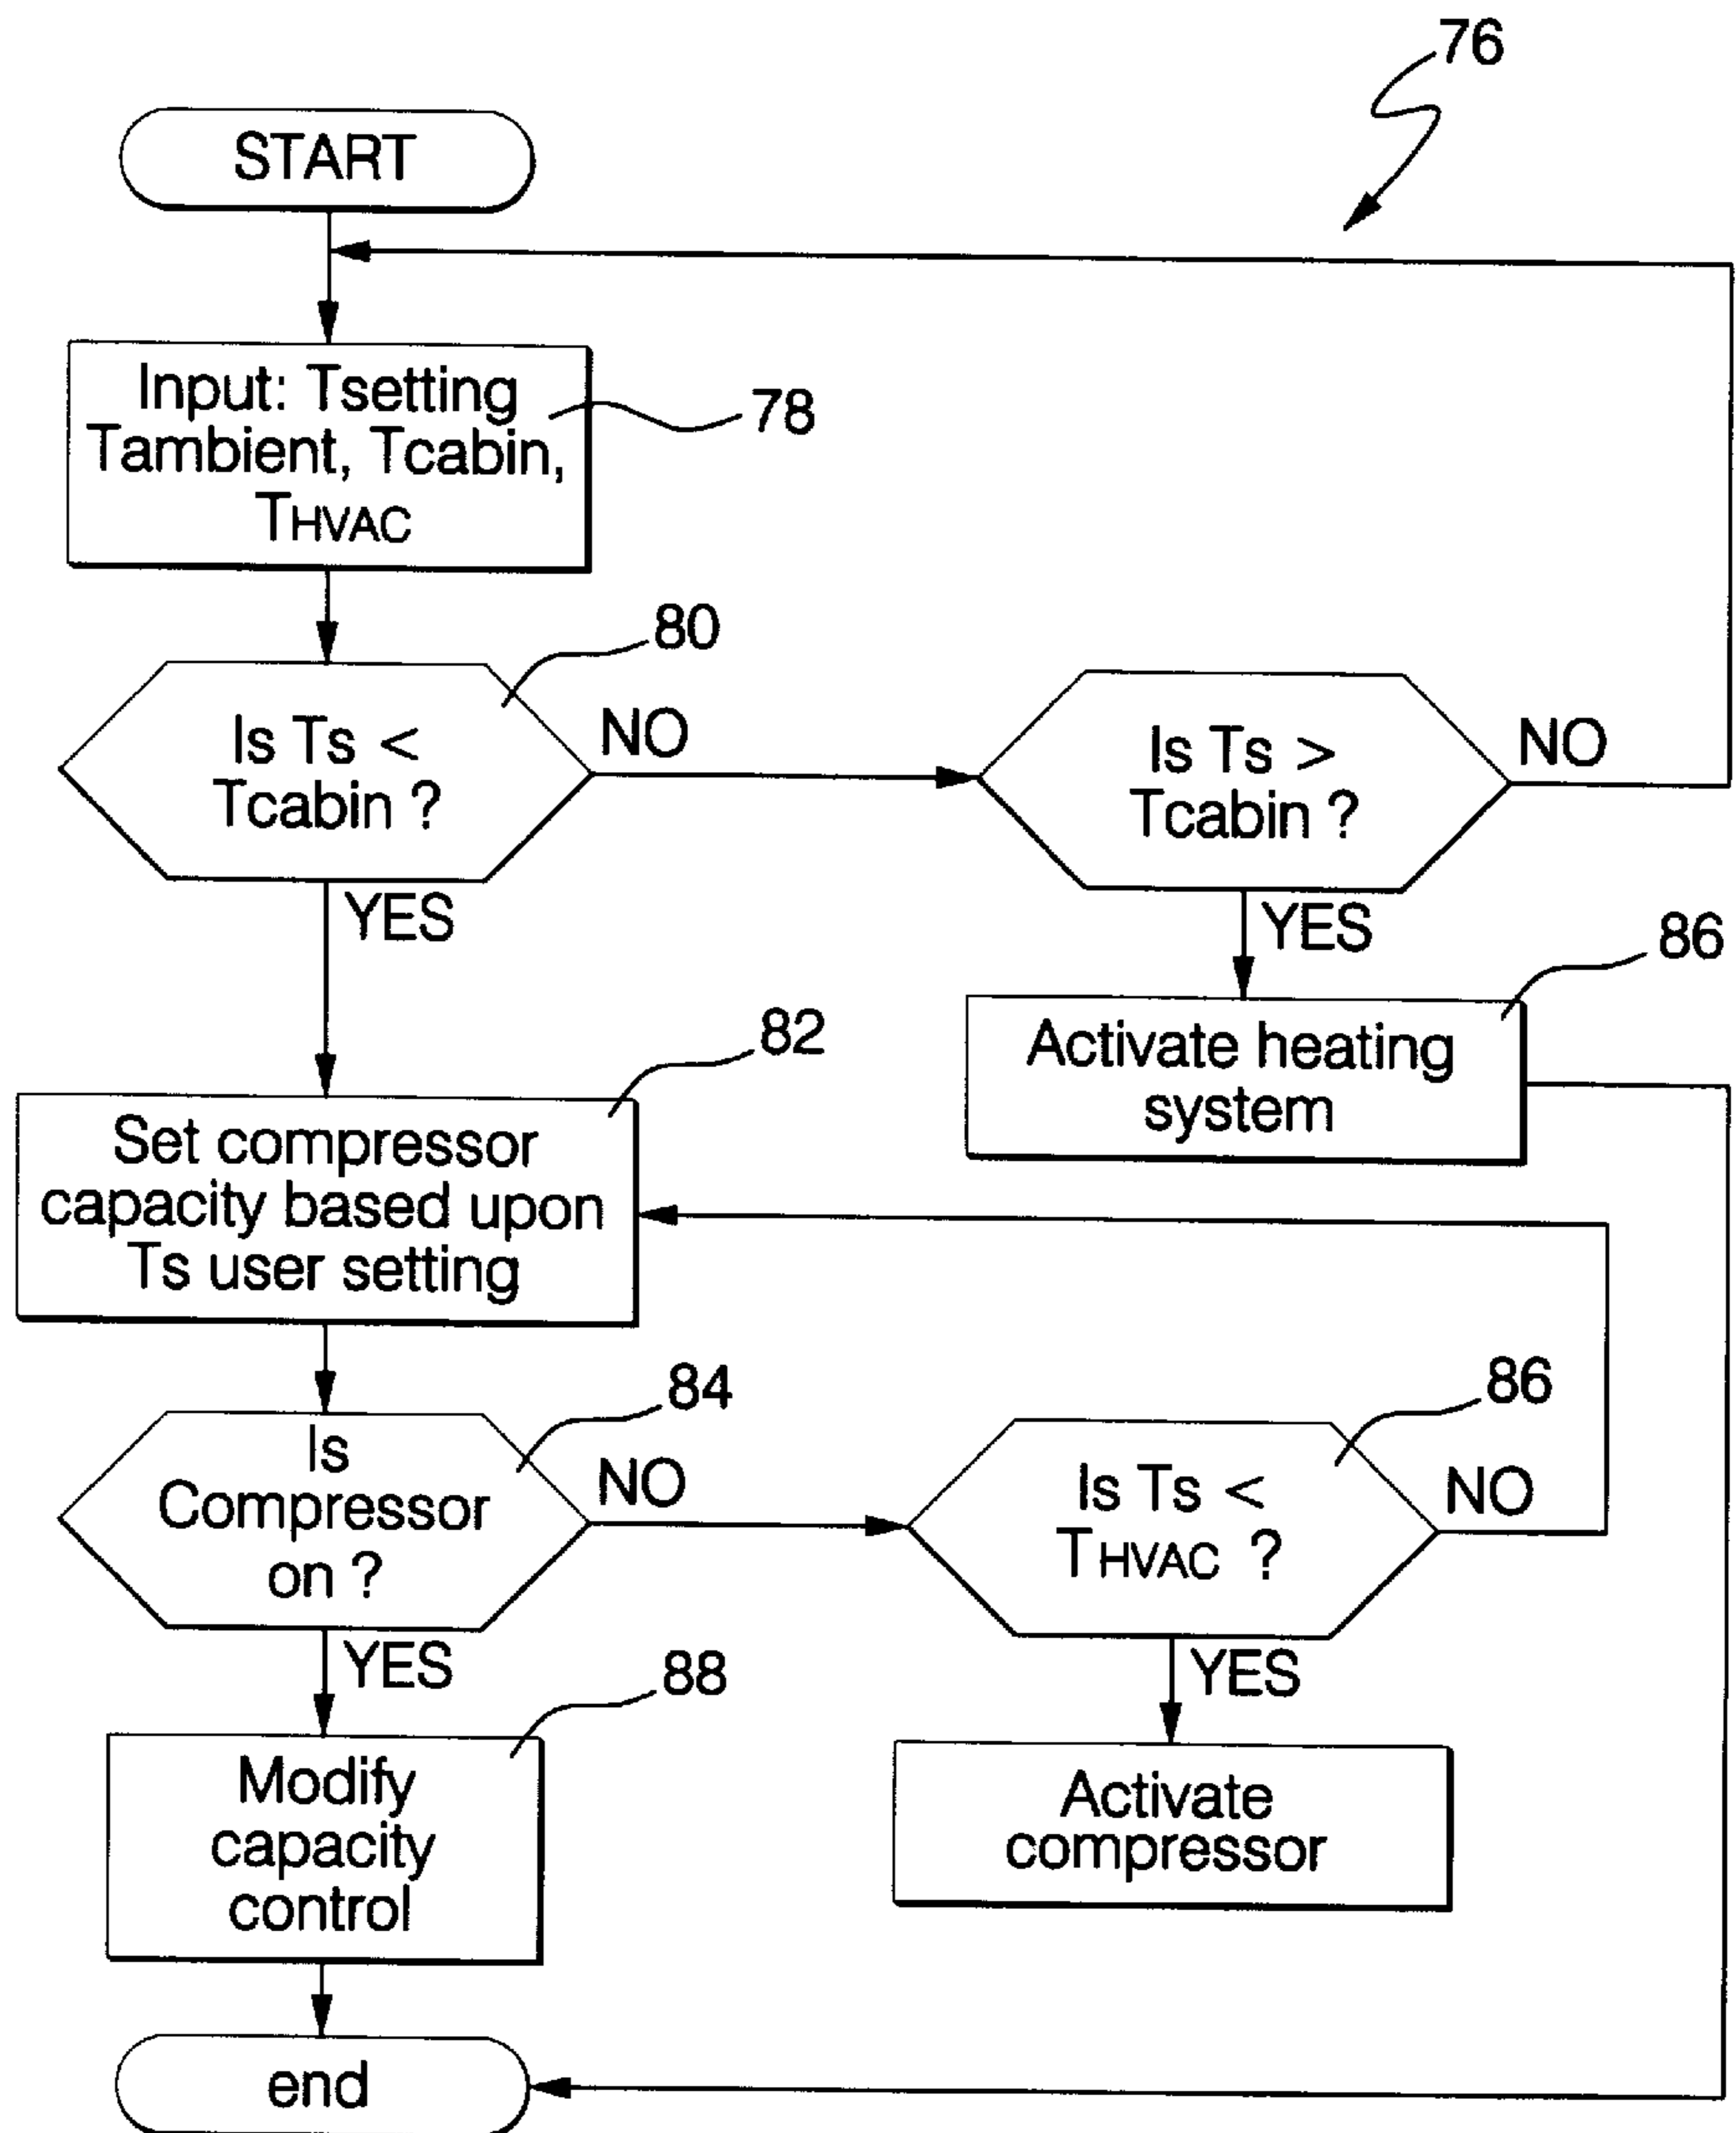 76
START
Input: Tsetting
Tambient, Tcabin,
THVAC
78
80
Is Ts <
Tcabin ?
NO
Is Ts >
Tcabin ?
NO
YES
YES
86
Activate heating
system
82
Set compressor
capacity based upon
Ts user setting
84
Is
Compressor
on ?
NO
86
Is Ts <
THVAC ?
NO
YES
YES
88
Modify
capacity
control
Activate
compressor
end